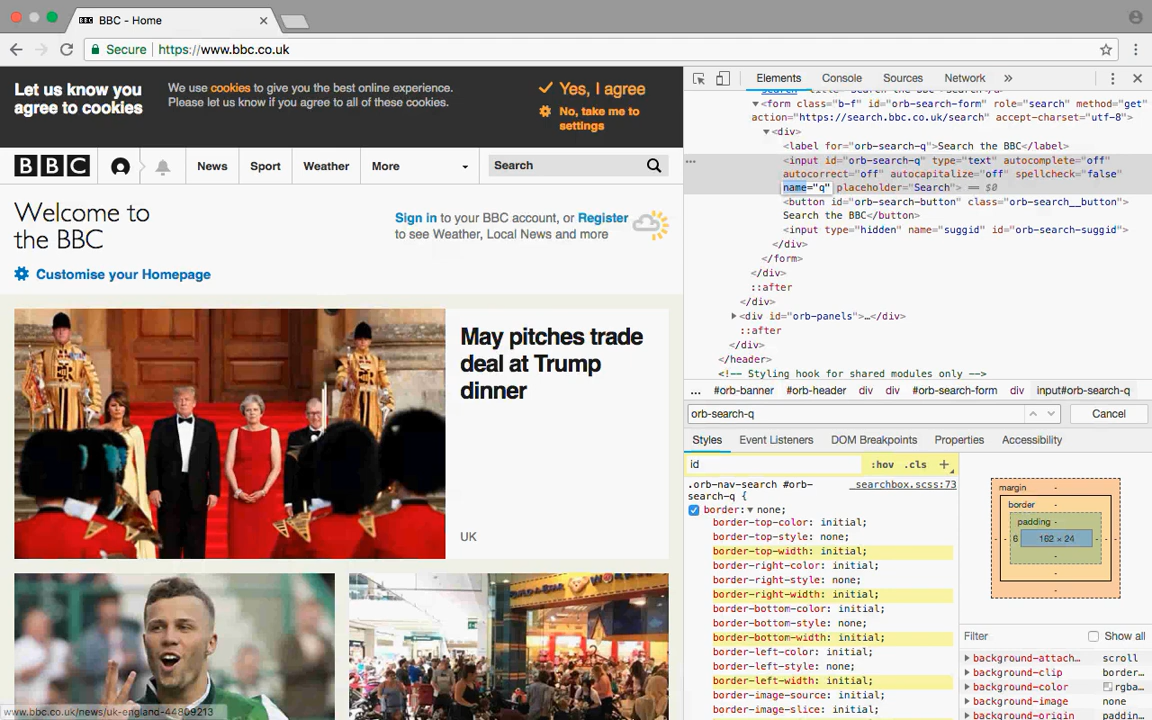 BBC - Home
Secure https://www.bbc.co.uk
Let us know you
agree to cookies
We use cookies to give you the best online experience.
Please let us know if you agree to all of these cookies.
Yes, I agree
No, take me to
settings
BBC
News
Sport
Weather
More
Search
Welcome to
the BBC
Sign in to your BBC account, or Register
to see Weather, Local News and more
Customise your Homepage
May pitches trade
deal at Trump
dinner
UK
www.bbc.co.uk/news/uk-england-44809213
Elements Console Sources Network »
<form class="b-f" id="orb-search-form" role="search" method="get"
action="https://search.bbc.co.uk/search" accept-charset="utf-8">
<div>
<label for="orb-search-q">Search the BBC</label>
<input id="orb-search-q" type="text" autocomplete="off"
autocorrect="off" autocapitalize="off" spellcheck="false"
name="q" placeholder="Search"> == $0
<button id="orb-search-button" class="orb-search__button">
Search the BBC</button>
<input type="hidden" name="suggid" id="orb-search-suggid">
</div>
</form>
</div>
::after
</div>
<div id="orb-panels">…</div>
::after
</div>
</header>
<!-- Styling hook for shared modules only -->
... #orb-banner #orb-header div div #orb-search-form div input#orb-search-q
orb-search-q
Cancel
Styles Event Listeners DOM Breakpoints Properties Accessibility
id
:hov .cls +
.orb-nav-search #orb-
search-q {
_searchbox.scss:73
border: none;
border-top-color: initial;
border-top-style: none;
border-top-width: initial;
border-right-color: initial;
border-right-style: none;
border-right-width: initial;
border-bottom-color: initial;
border-bottom-style: none;
border-bottom-width: initial;
border-left-color: initial;
border-left-style: none;
border-left-width: initial;
border-image-source: initial;
border-image-slice: initial;
margin -
border -
padding -
6 162 × 24 -
Filter
Show all
background-attach… scroll
background-clip border…
background-color rgba…
background-image none
background-origin paddin…